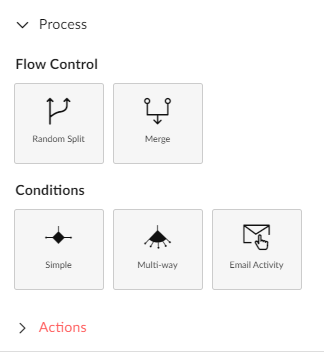 Process
Flow Control
Random Split
Merge
Conditions
Simple
Multi-way
Email Activity
Actions